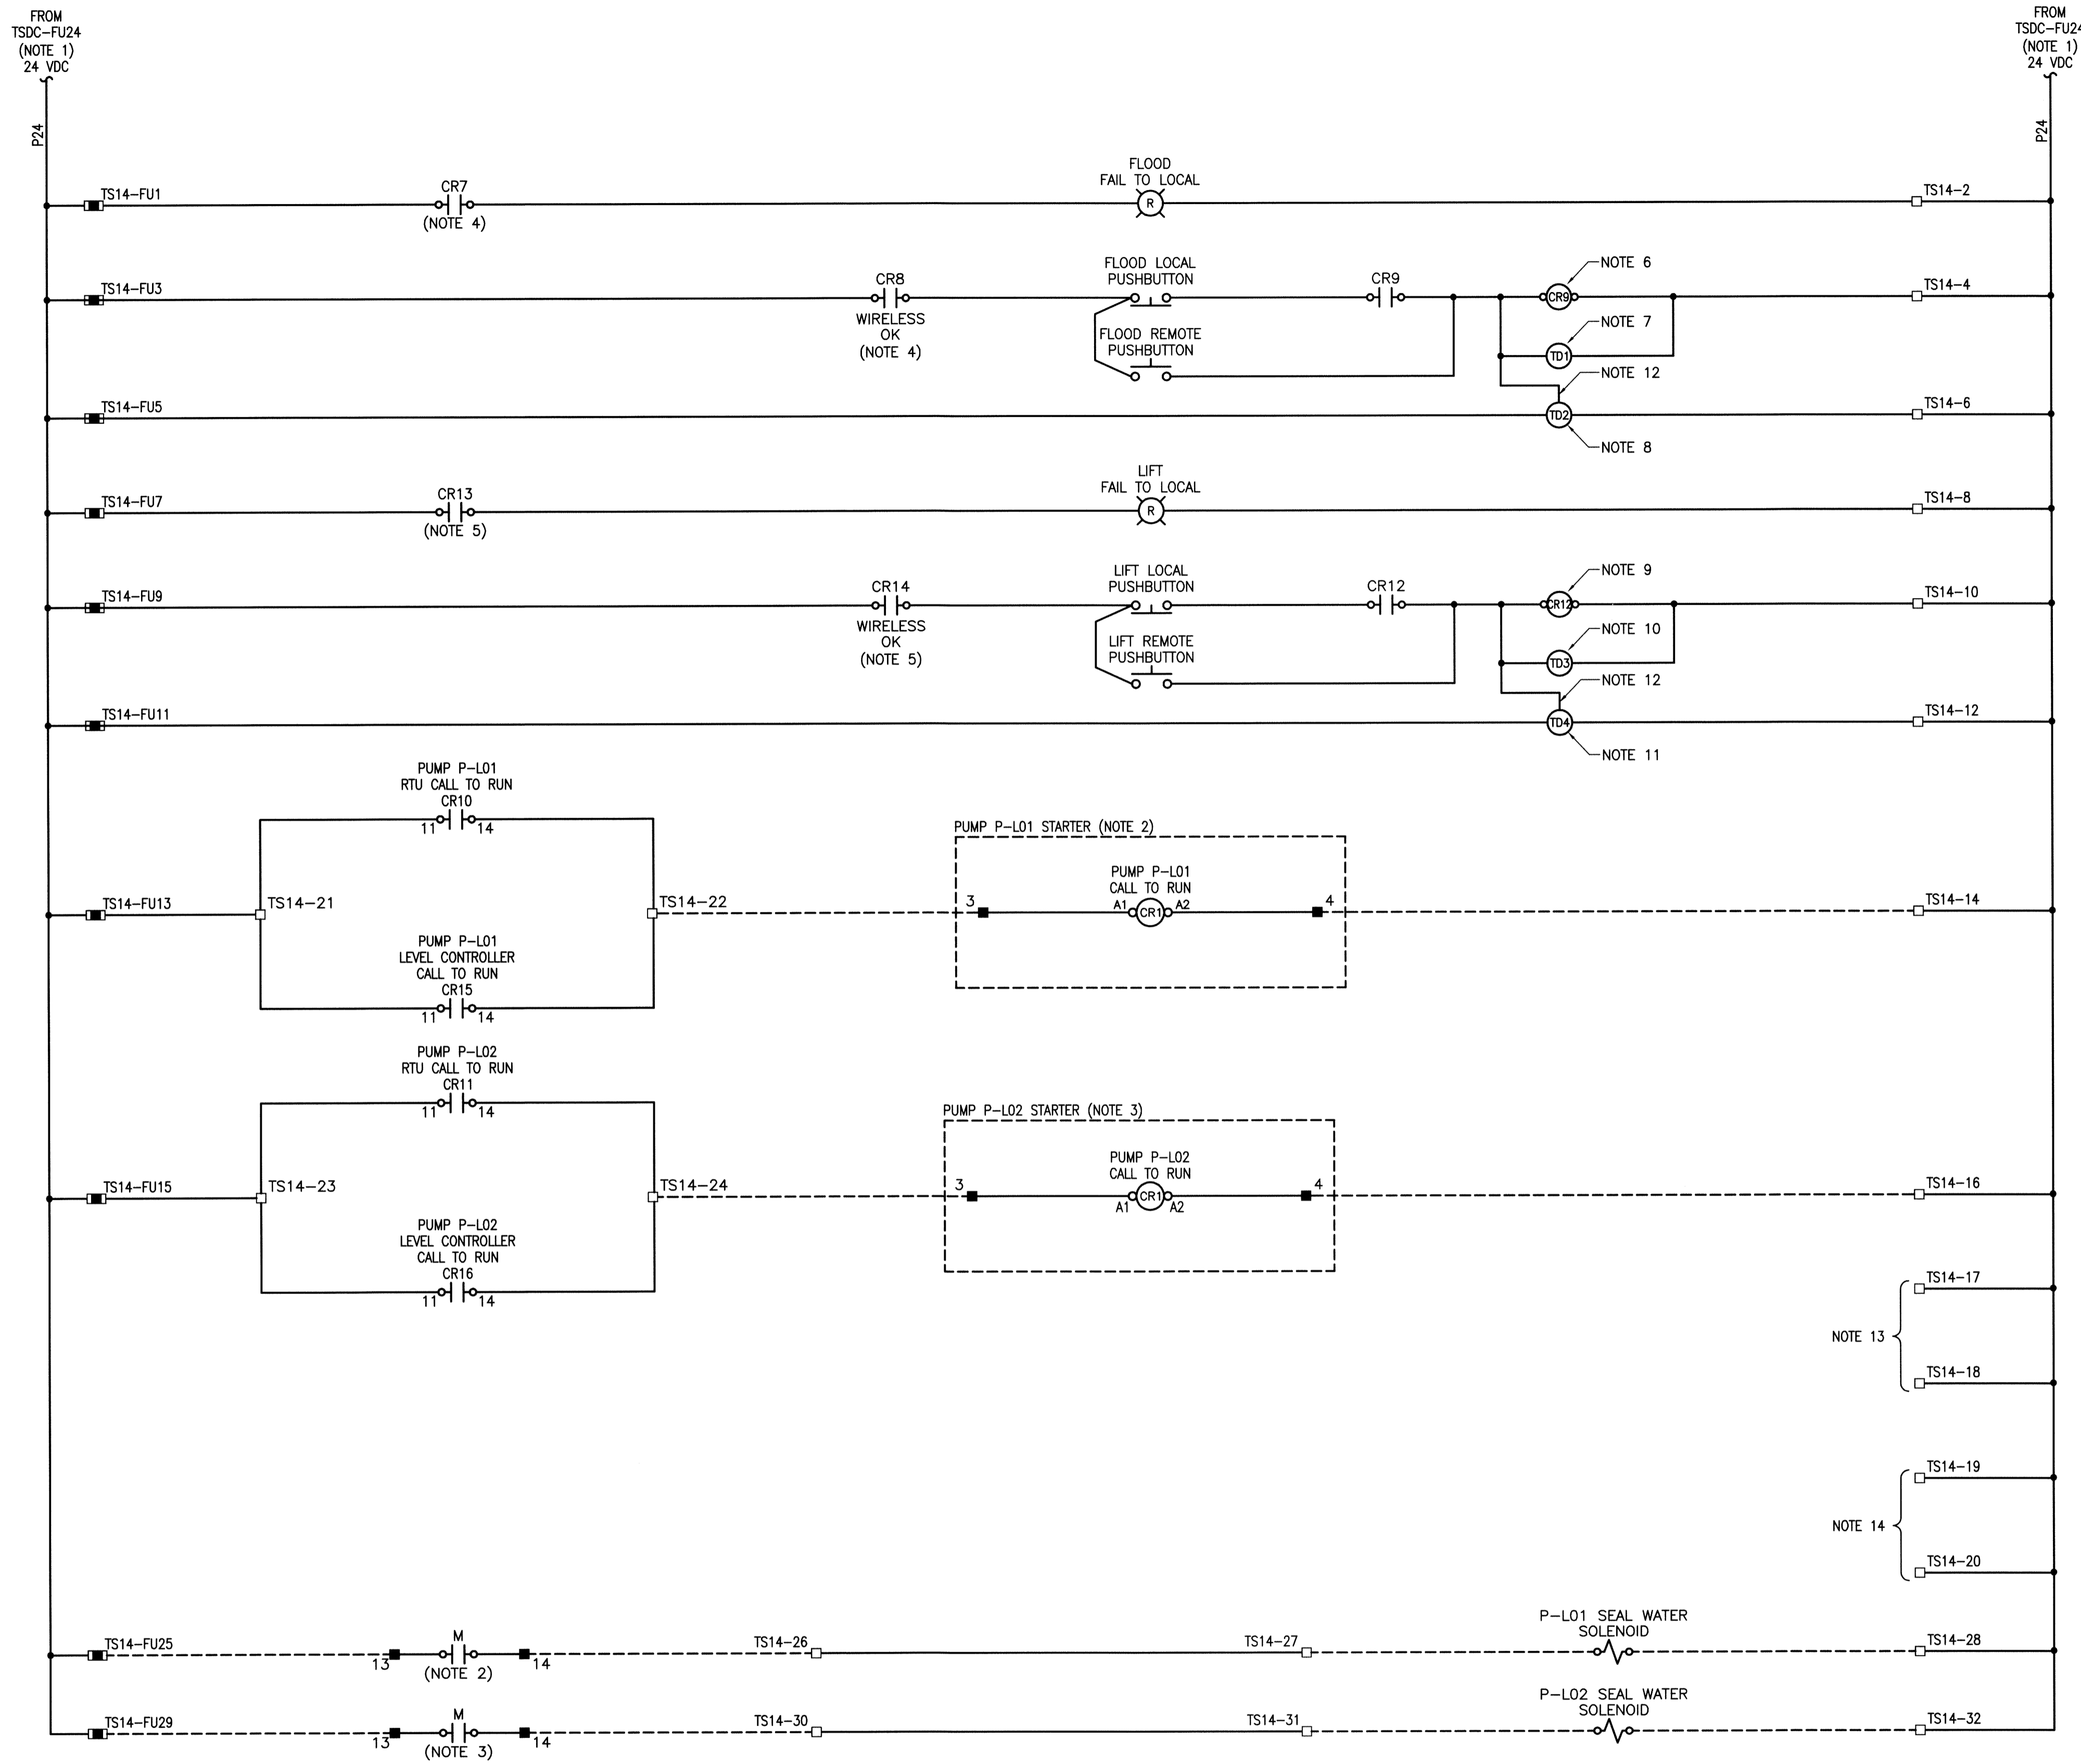 FROM
TSDC-FU24
(NOTE 1)
24 VDC
P24
FROM
TSDC-FU24
(NOTE 1)
24 VDC
P24
TS14-FU1
CR7
(NOTE 4)
FLOOD
FAIL TO LOCAL
R
TS14-2
TS14-FU3
CR8
WIRELESS
OK
(NOTE 4)
FLOOD LOCAL
PUSHBUTTON
FLOOD REMOTE
PUSHBUTTON
CR9
CR9
NOTE 6
TD1
NOTE 7
NOTE 12
TS14-4
TS14-FU5
TD2
NOTE 8
TS14-6
TS14-FU7
CR13
(NOTE 5)
LIFT
FAIL TO LOCAL
R
TS14-8
TS14-FU9
CR14
WIRELESS
OK
(NOTE 5)
LIFT LOCAL
PUSHBUTTON
LIFT REMOTE
PUSHBUTTON
CR12
CR12
NOTE 9
TD3
NOTE 10
NOTE 12
TS14-10
TS14-FU11
TD4
NOTE 11
TS14-12
PUMP P-L01
RTU CALL TO RUN
CR10
11 14
TS14-FU13
TS14-21
TS14-22
PUMP P-L01
LEVEL CONTROLLER
CALL TO RUN
CR15
11 14
PUMP P-L01 STARTER (NOTE 2)
PUMP P-L01
CALL TO RUN
3 A1 CR1 A2 4
TS14-14
PUMP P-L02
RTU CALL TO RUN
CR11
11 14
TS14-FU15
TS14-23
TS14-24
PUMP P-L02
LEVEL CONTROLLER
CALL TO RUN
CR16
11 14
PUMP P-L02 STARTER (NOTE 3)
PUMP P-L02
CALL TO RUN
3 A1 CR1 A2 4
TS14-16
TS14-17
NOTE 13
TS14-18
TS14-19
NOTE 14
TS14-20
TS14-FU25
13 M 14
(NOTE 2)
TS14-26
TS14-27
P-L01 SEAL WATER
SOLENOID
TS14-28
TS14-FU29
13 M 14
(NOTE 3)
TS14-30
TS14-31
P-L02 SEAL WATER
SOLENOID
TS14-32